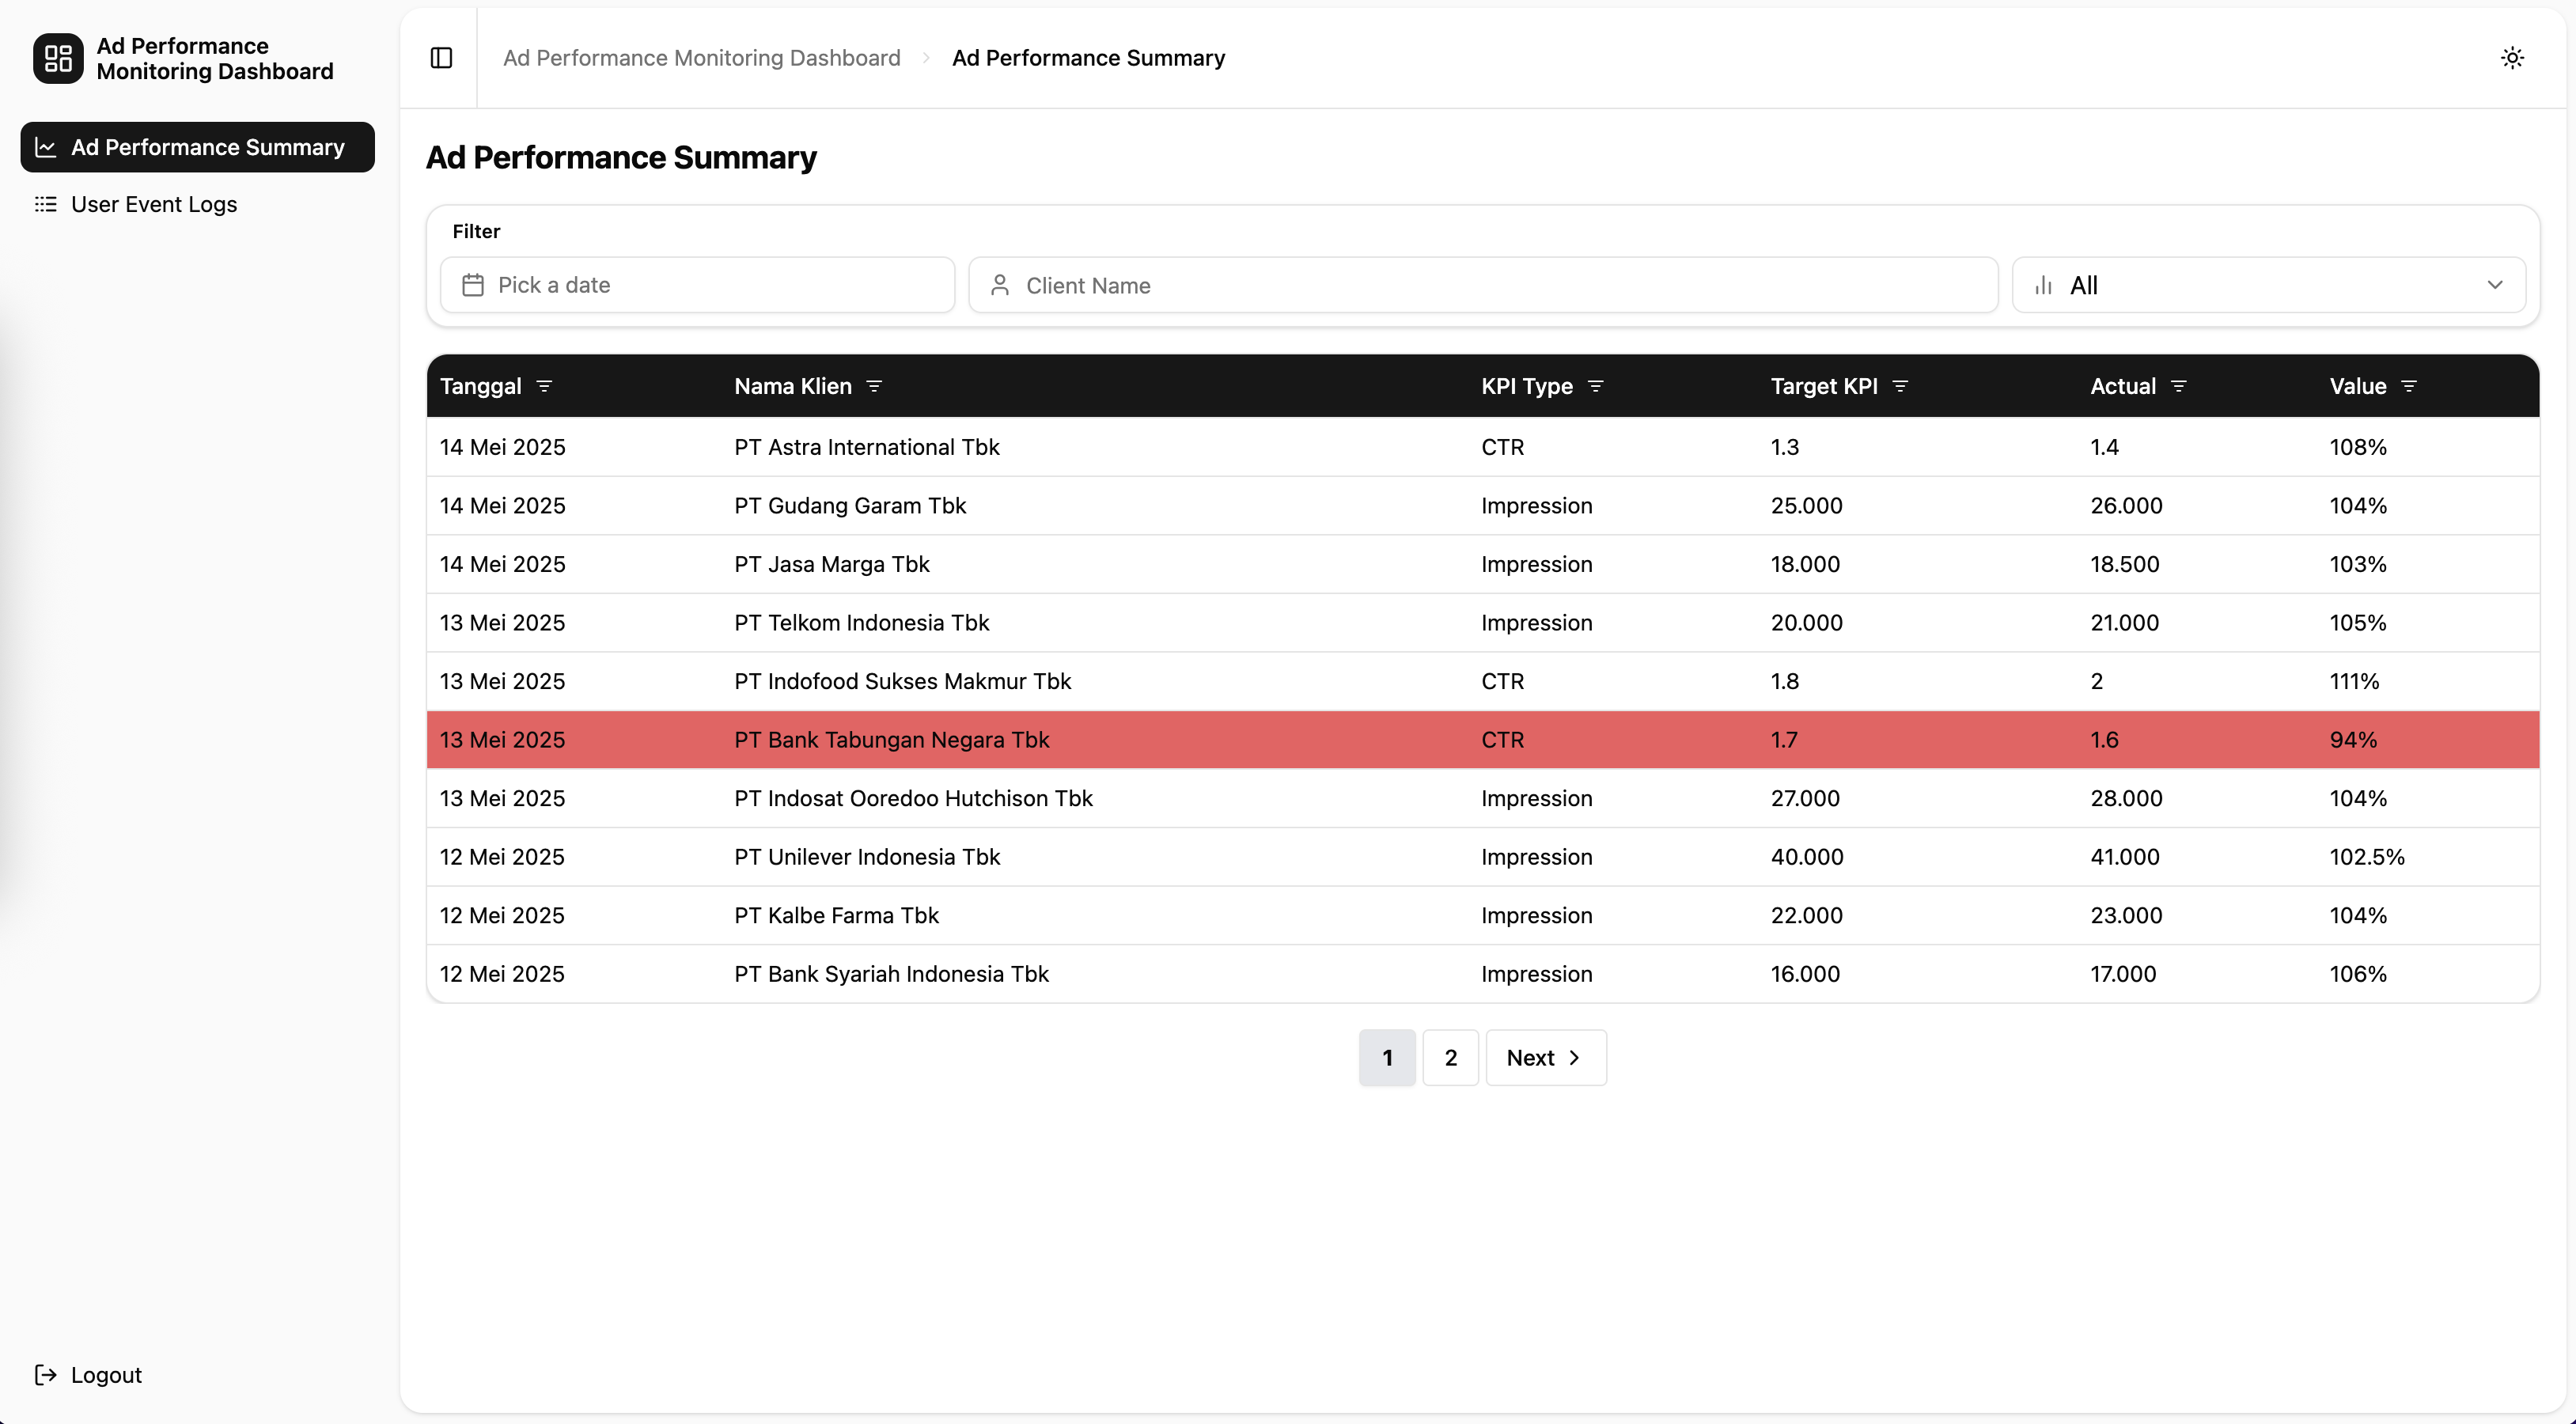 Ad Performance
Monitoring Dashboard
Ad Performance Summary
User Event Logs
Logout
Ad Performance Monitoring Dashboard > Ad Performance Summary
Ad Performance Summary
Filter
Pick a date Client Name All
Tanggal Nama Klien KPI Type Target KPI Actual Value
14 Mei 2025 PT Astra International Tbk CTR 1.3 1.4 108%
14 Mei 2025 PT Gudang Garam Tbk Impression 25.000 26.000 104%
14 Mei 2025 PT Jasa Marga Tbk Impression 18.000 18.500 103%
13 Mei 2025 PT Telkom Indonesia Tbk Impression 20.000 21.000 105%
13 Mei 2025 PT Indofood Sukses Makmur Tbk CTR 1.8 2 111%
13 Mei 2025 PT Bank Tabungan Negara Tbk CTR 1.7 1.6 94%
13 Mei 2025 PT Indosat Ooredoo Hutchison Tbk Impression 27.000 28.000 104%
12 Mei 2025 PT Unilever Indonesia Tbk Impression 40.000 41.000 102.5%
12 Mei 2025 PT Kalbe Farma Tbk Impression 22.000 23.000 104%
12 Mei 2025 PT Bank Syariah Indonesia Tbk Impression 16.000 17.000 106%
1 2 Next